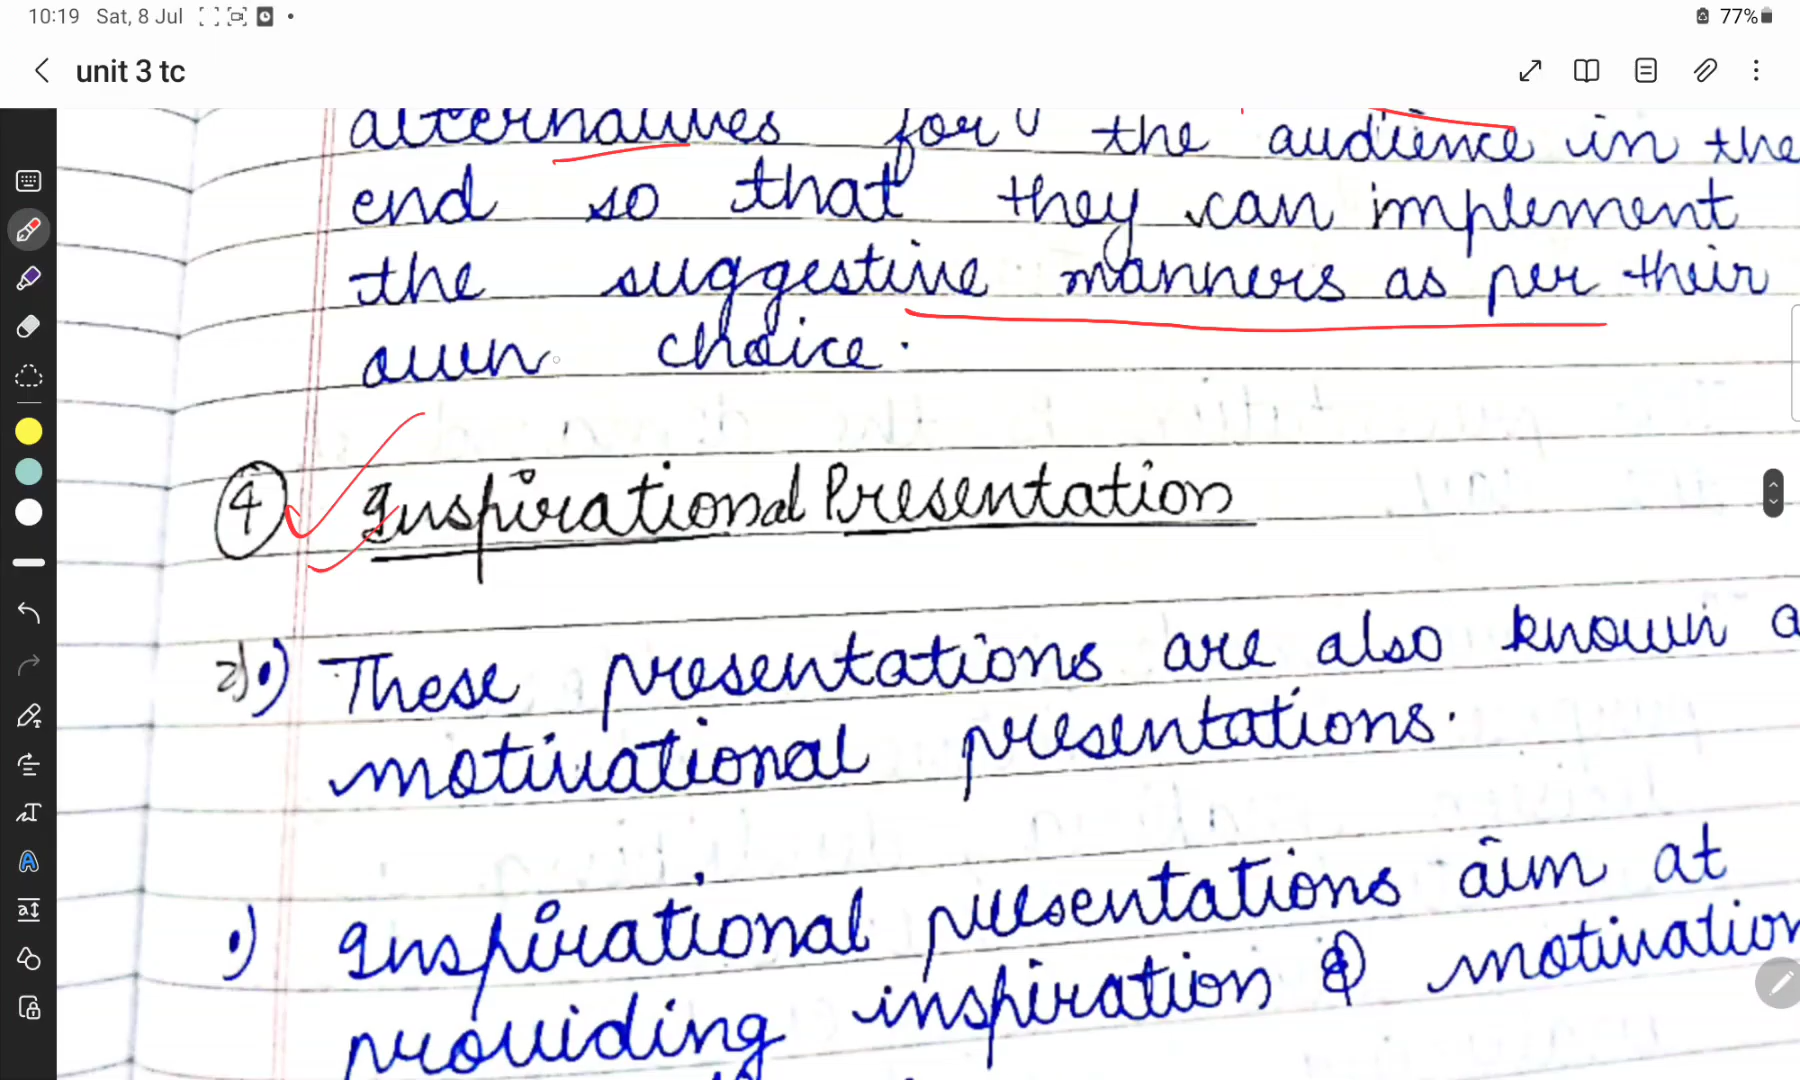 10:19 Sat, 8 Jul
77%
unit 3 tc
alternatives for the audience in the
end so that they can implement
the suggestive manners as per their
own choice.
4 Inspirational Presentation
2) •) These presentations are also known a
motivational presentations.
1) Inspirational presentations aim at
providing inspiration & motivation